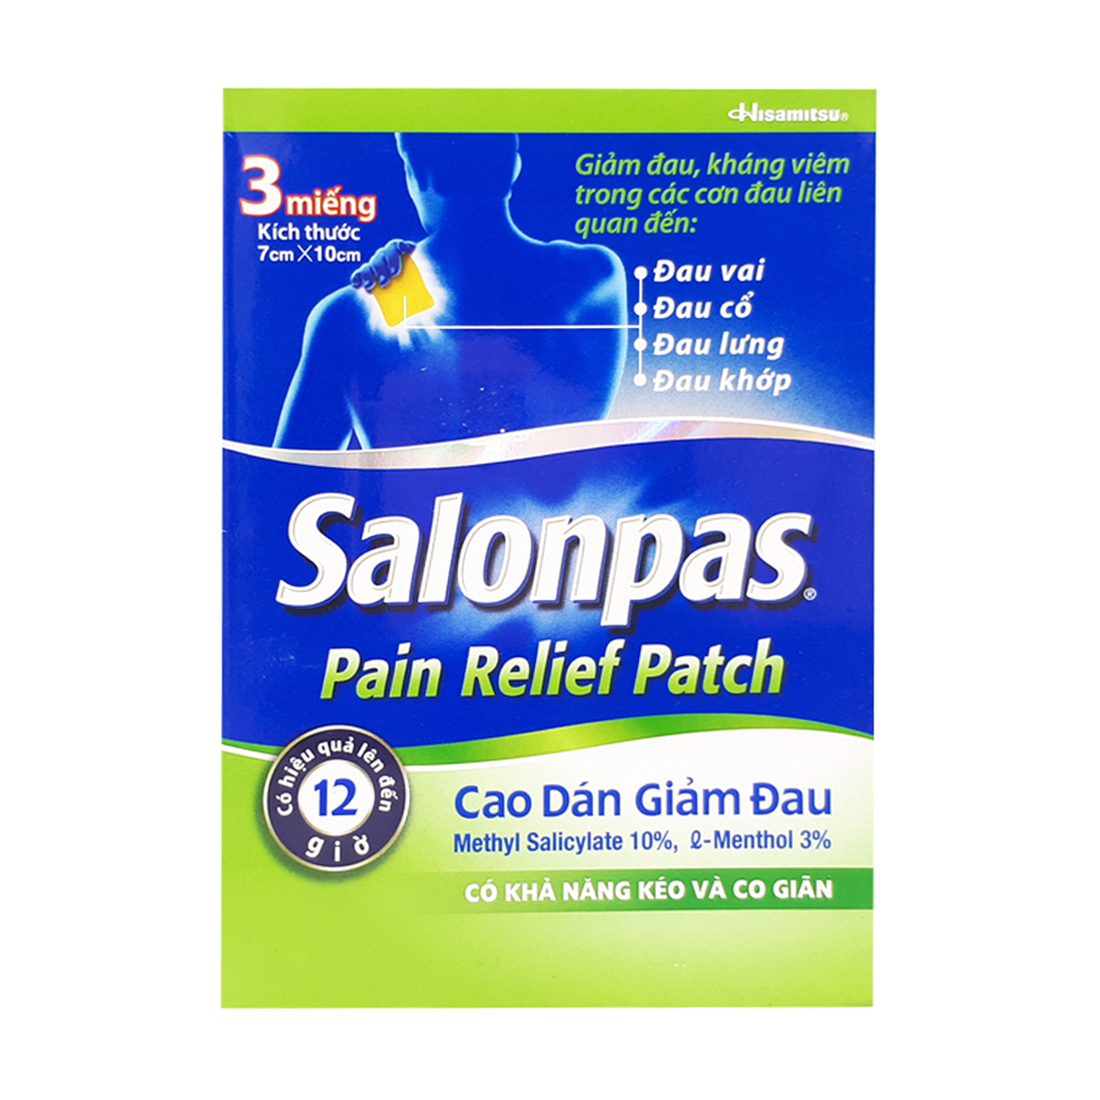 Hisamitsu®
3 miếng
Kích thước
7cm X 10cm
Giảm đau, kháng viêm
trong các cơn đau liên
quan đến:
Đau vai
Đau cổ
Đau lưng
Đau khớp
Salonpas®
Pain Relief Patch
Có hiệu quả lên đến
12
giờ
Cao Dán Giảm Đau
Methyl Salicylate 10%, ℓ-Menthol 3%
CÓ KHẢ NĂNG KÉO VÀ CO GIÃN